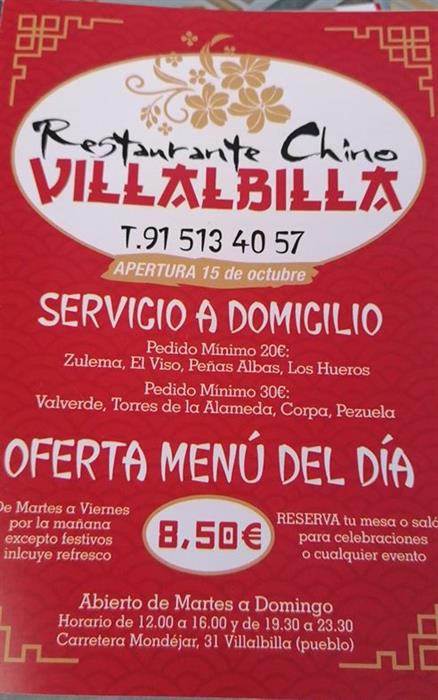 Restaurante Chino
VILLALBILLA
T.91 513 40 57
APERTURA 15 de octubre
SERVICIO A DOMICILIO
Pedido Mínimo 20€:
Zulema, El Viso, Peñas Albas, Los Hueros
Pedido Mínimo 30€:
Valverde, Torres de la Alameda, Corpa, Pezuela
OFERTA MENÚ DEL DÍA
De Martes a Viernes
por la mañana
excepto festivos
inlcuye refresco
8,50€
RESERVA tu mesa o saló
para celebraciones
o cualquier evento
Abierto de Martes a Domingo
Horario de 12.00 a 16.00 y de 19.30 a 23.30
Carretera Mondéjar, 31 Villalbilla (pueblo)